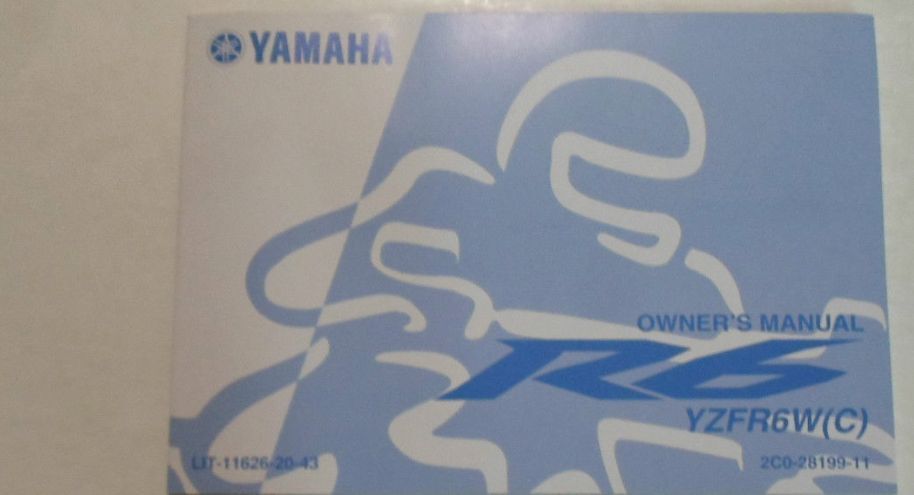 YAMAHA
OWNER'S MANUAL
R6
YZFR6W(C)
LIT-11626-20-43
2C0-28199-11